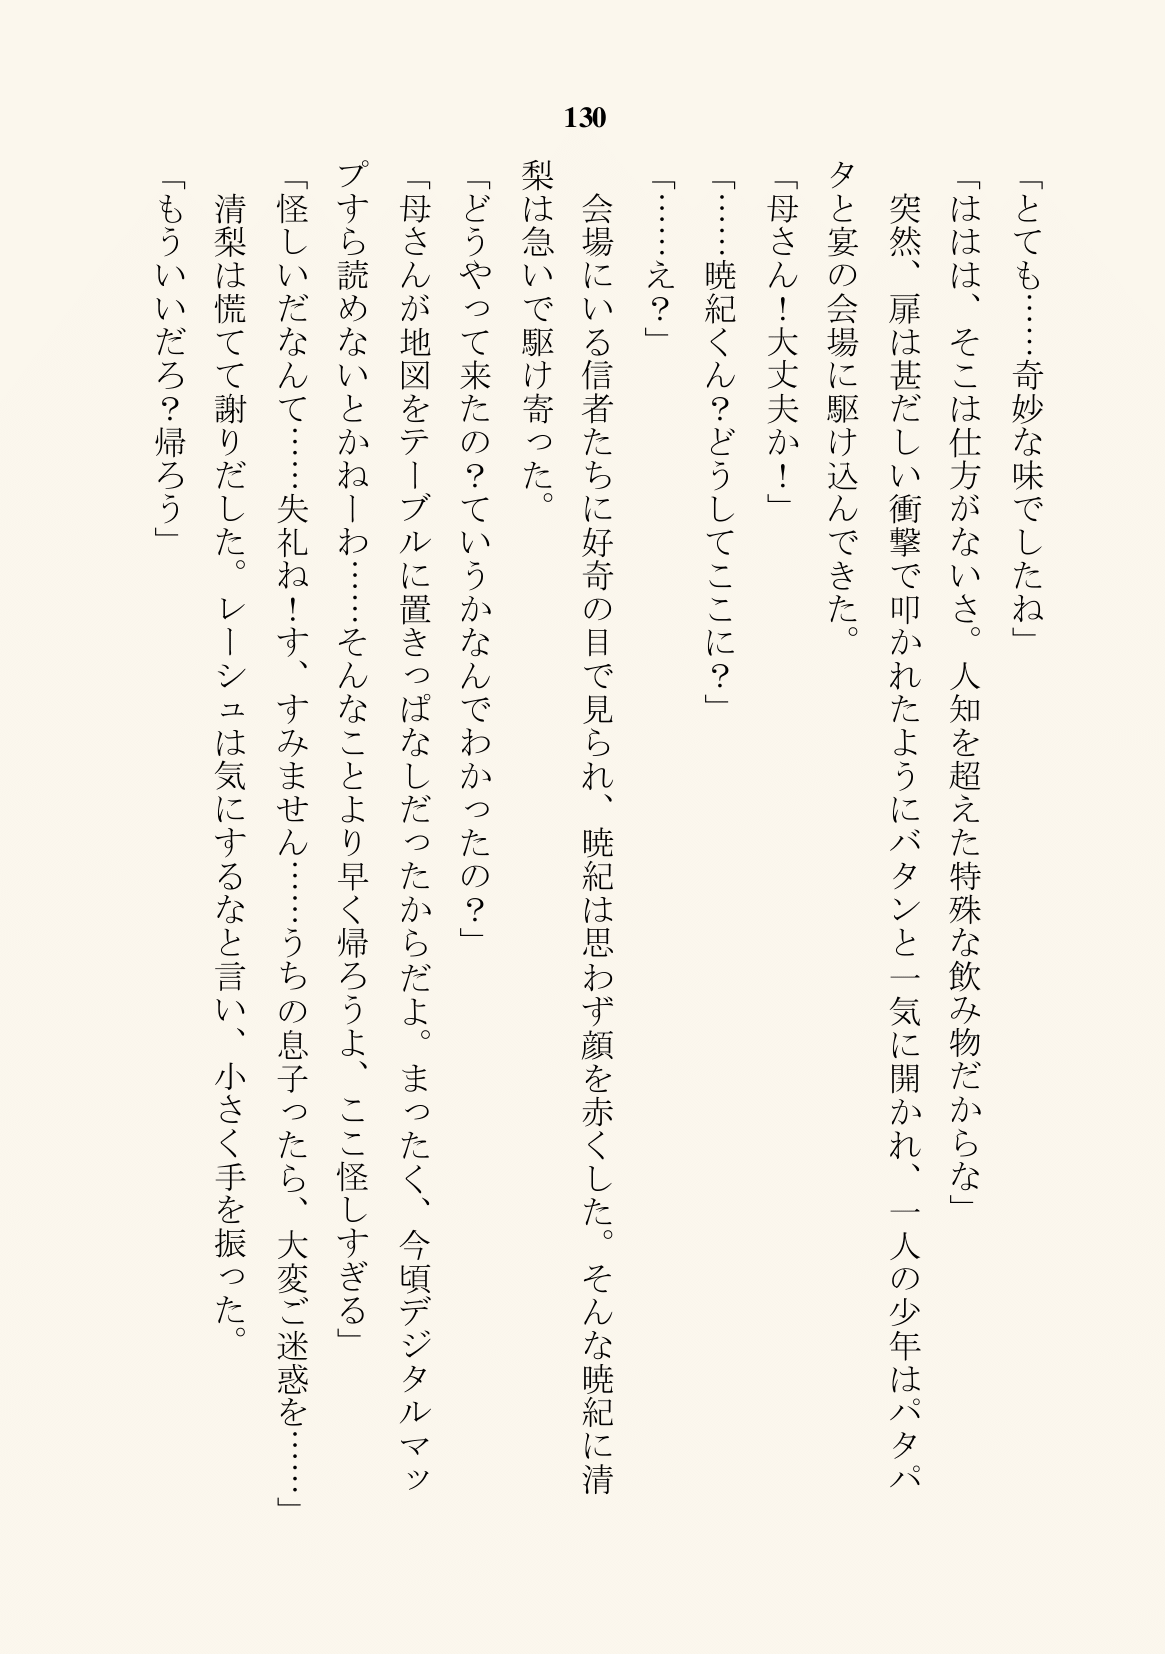 130
「とても……奇妙な味でしたね」
「ははは、そこは仕方がないさ。人知を超えた特殊な飲み物だからな」
　突然、扉は甚だしい衝撃で叩かれたようにバタンと一気に開かれ、一人の少年はパタパ
タと宴の会場に駆け込んできた。
「母さん！大丈夫か！」
「……暁紀くん？どうしてここに？」
「……え？」
　会場にいる信者たちに好奇の目で見られ、暁紀は思わず顔を赤くした。そんな暁紀に清
梨は急いで駆け寄った。
「どうやって来たの？ていうかなんでわかったの？」
「母さんが地図をテーブルに置きっぱなしだったからだよ。まったく、今頃デジタルマッ
プすら読めないとかねーわ……そんなことより早く帰ろうよ、ここ怪しすぎる」
「怪しいだなんて……失礼ね！す、すみません……うちの息子ったら、大変ご迷惑を……」
　清梨は慌てて謝りだした。レーシュは気にするなと言い、小さく手を振った。
「もういいだろ？帰ろう」